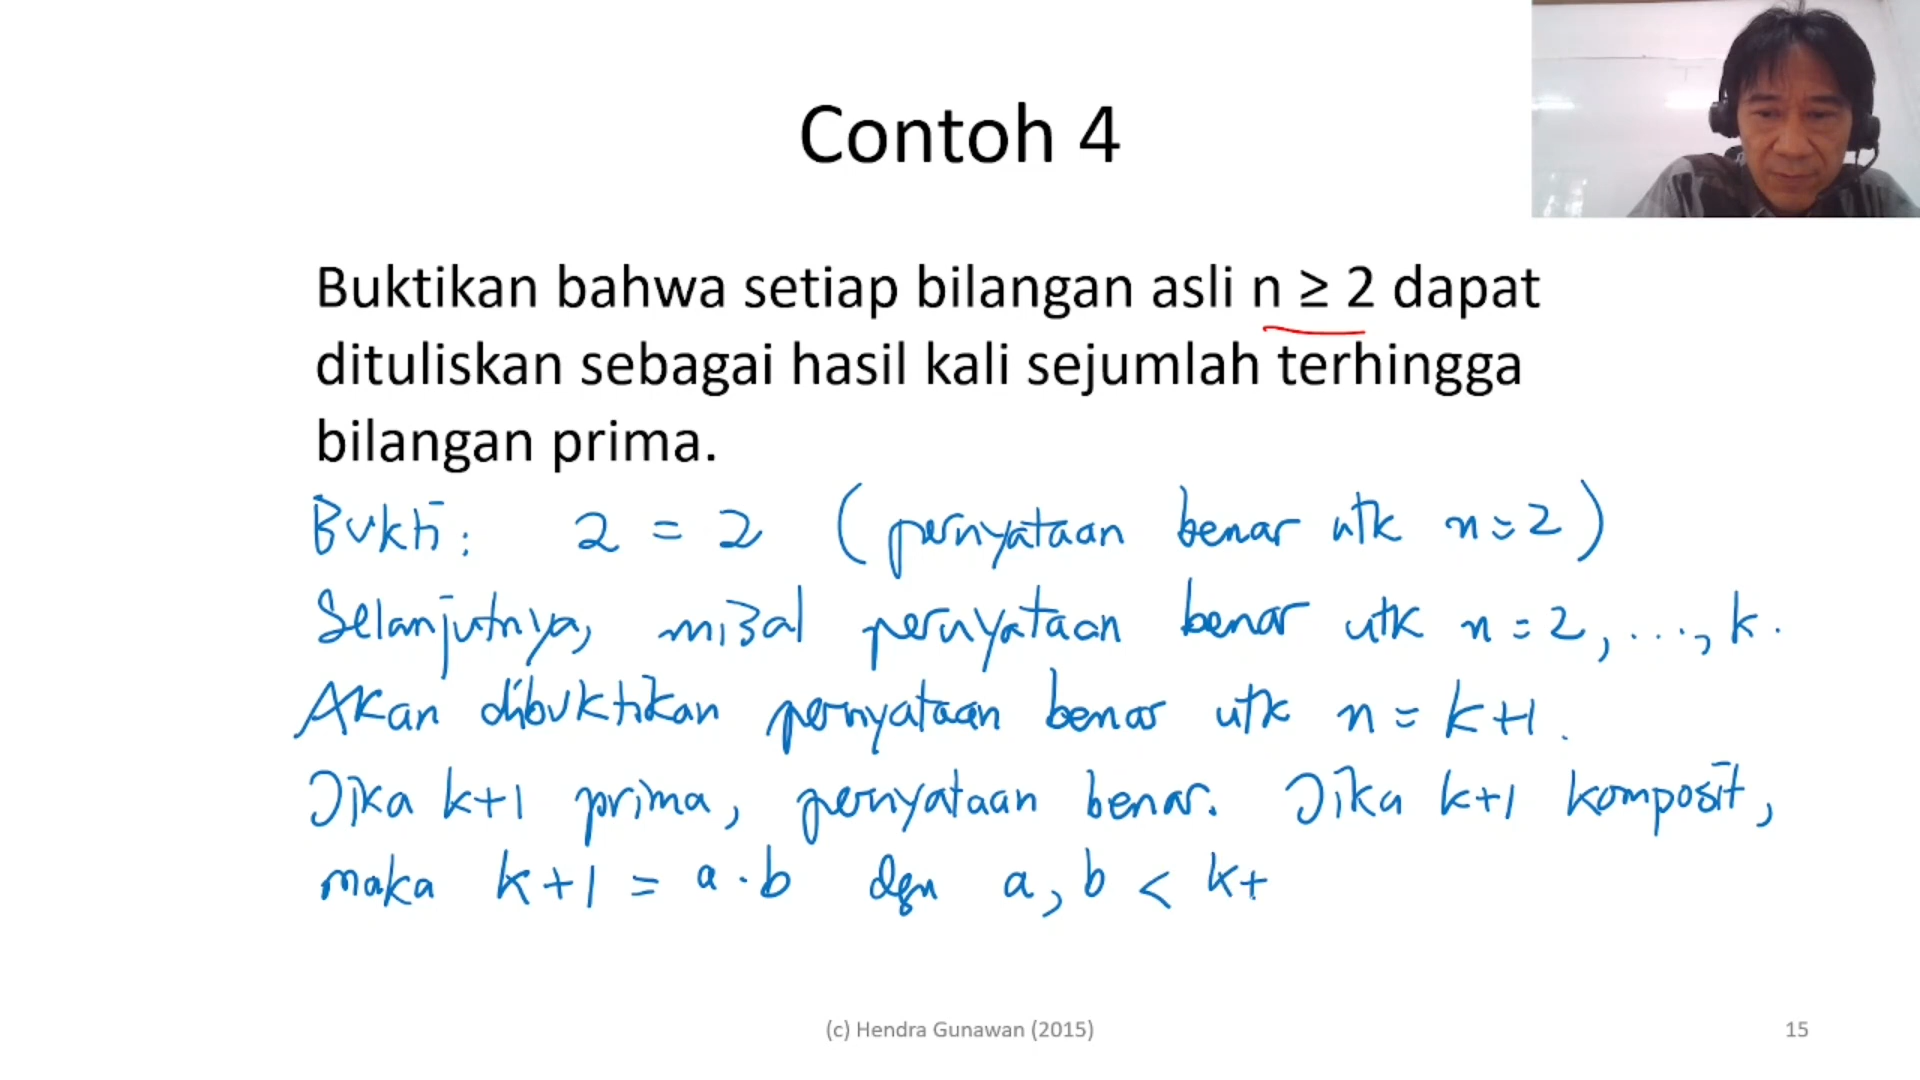 Contoh 4
Buktikan bahwa setiap bilangan asli n ≥ 2 dapat
dituliskan sebagai hasil kali sejumlah terhingga
bilangan prima.
Bukti: 2 = 2 (pernyataan benar utk n = 2)
Selanjutnya, misal pernyataan benar utk n = 2, ..., k.
Akan dibuktikan pernyataan benar utk n = k+1.
Jika k+1 prima, pernyataan benar. Jika k+1 komposit,
maka k+1 = a · b dgn a, b < k+
(c) Hendra Gunawan (2015)
15